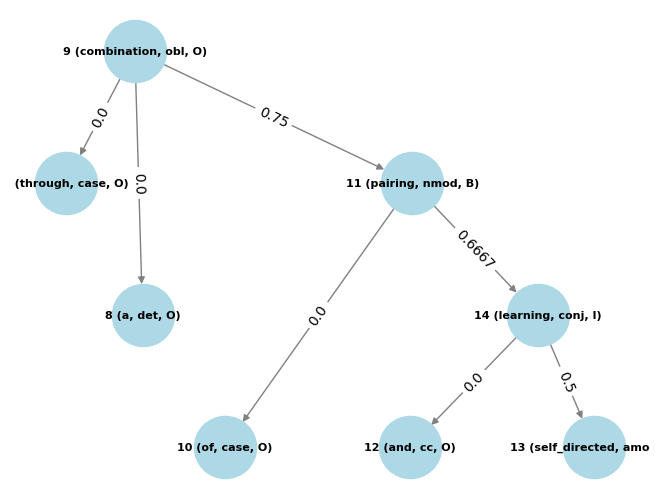 9 (combination, obl, O)
0.0
0.75
0.0
(through, case, O)
11 (pairing, nmod, B)
0.6667
8 (a, det, O)
0.0
14 (learning, conj, I)
0.0
0.5
10 (of, case, O)
12 (and, cc, O)
13 (self_directed, amo